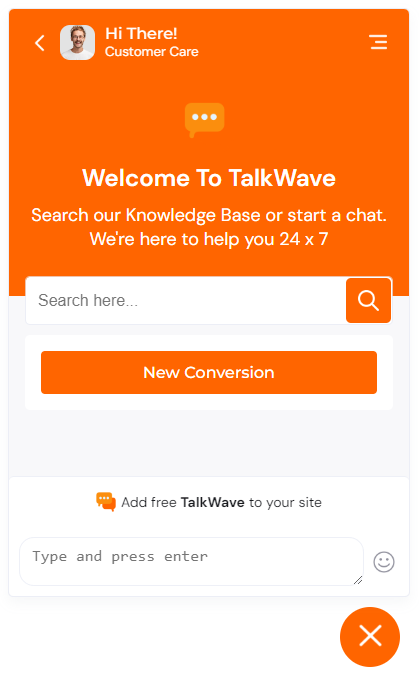 Hi There!
Customer Care
Welcome To TalkWave
Search our Knowledge Base or start a chat.
We're here to help you 24 x 7
Search here...
New Conversion
Add free TalkWave to your site
Type and press enter